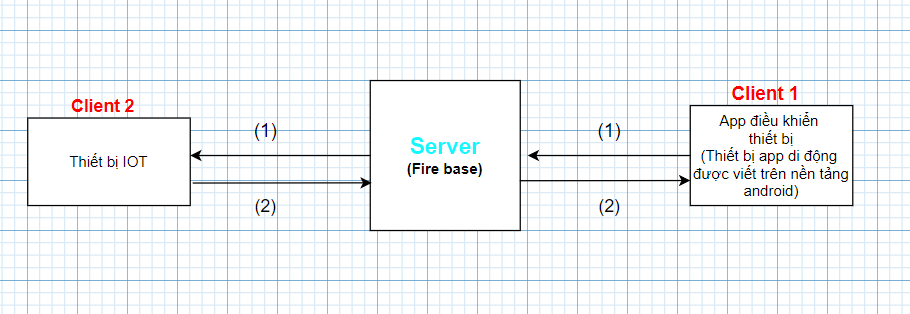 Client 2
Thiết bị IOT
(1)
(2)
Server
(Fire base)
(1)
(2)
Client 1
App điều khiển
thiết bị
(Thiết bị app di động
được viết trên nền tảng
android)